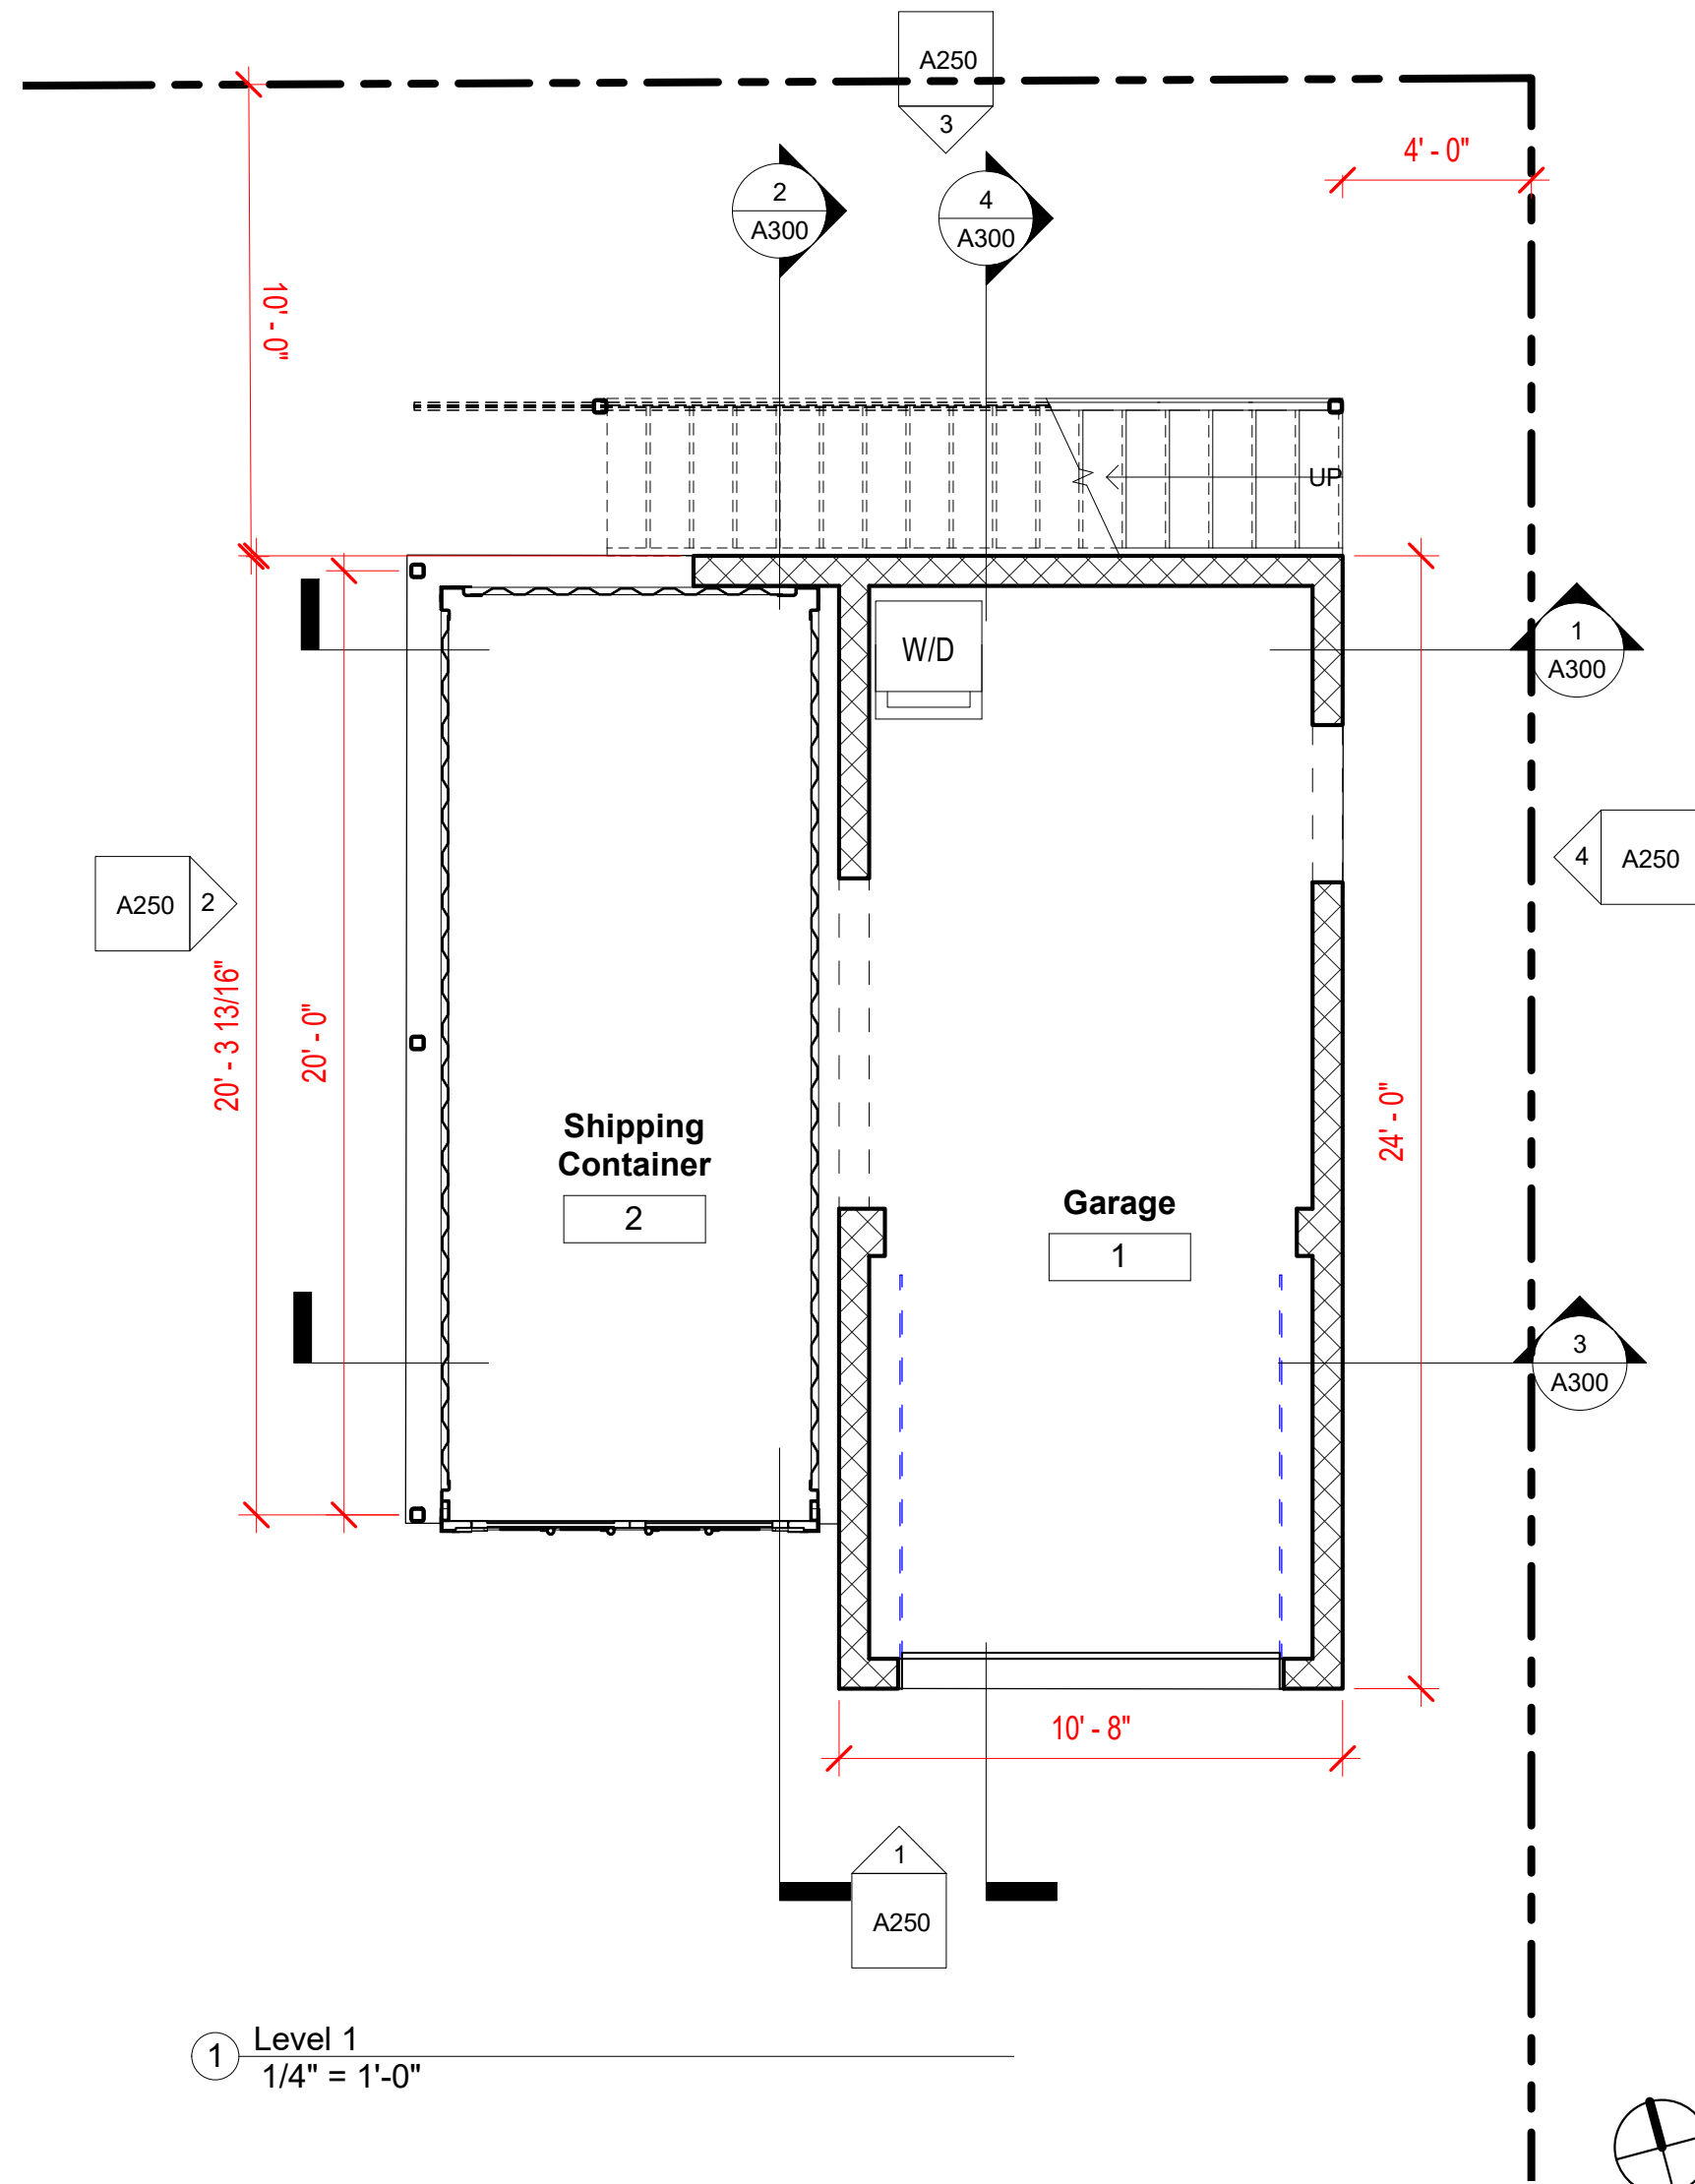 A250
3
4' - 0"
2
A300
4
A300
10' - 0"
UP
W/D
1
A300
A250
2
4
A250
20' - 3 13/16"
20' - 0"
24' - 0"
Shipping
Container
2
Garage
1
3
A300
10' - 8"
1
A250
1
Level 1
1/4" = 1'-0"